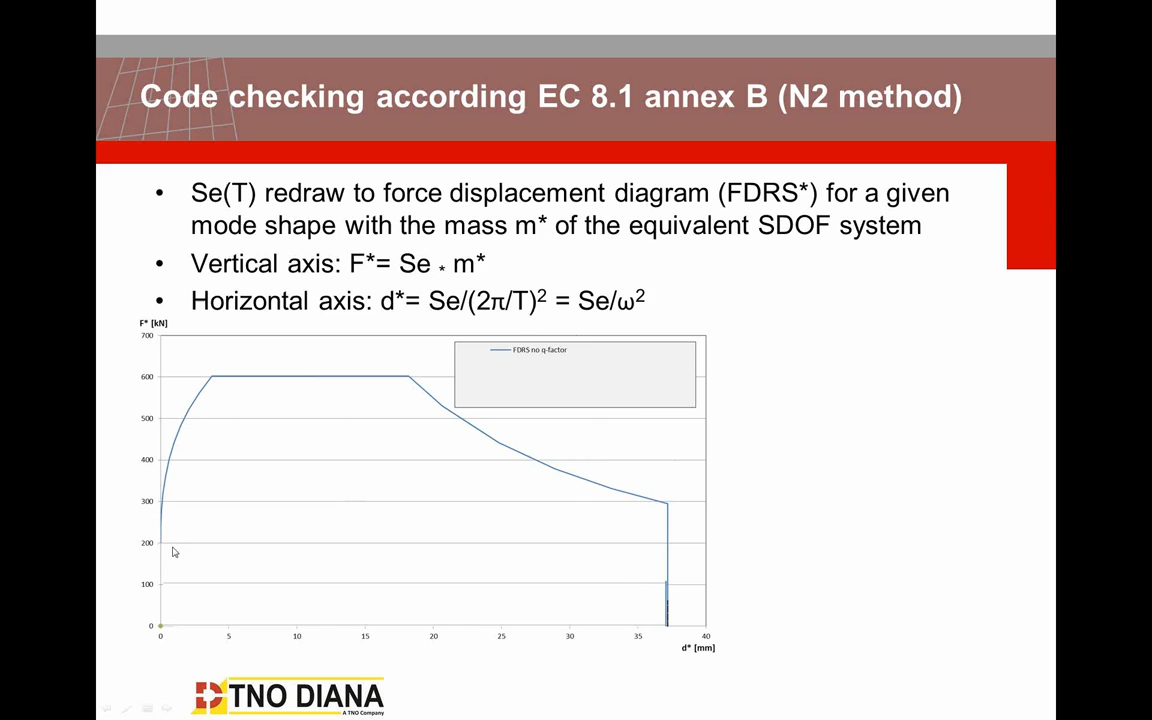 Code checking according EC 8.1 annex B (N2 method)
• Se(T) redraw to force displacement diagram (FDRS*) for a given
mode shape with the mass m* of the equivalent SDOF system
• Vertical axis: F*= Se * m*
• Horizontal axis: d*= Se/(2π/T)² = Se/ω²
F* [kN]
700
FDRS no q-factor
600
500
400
300
200
100
0
0 5 10 15 20 25 30 35 40
d* [mm]
TNO DIANA
A TNO Company